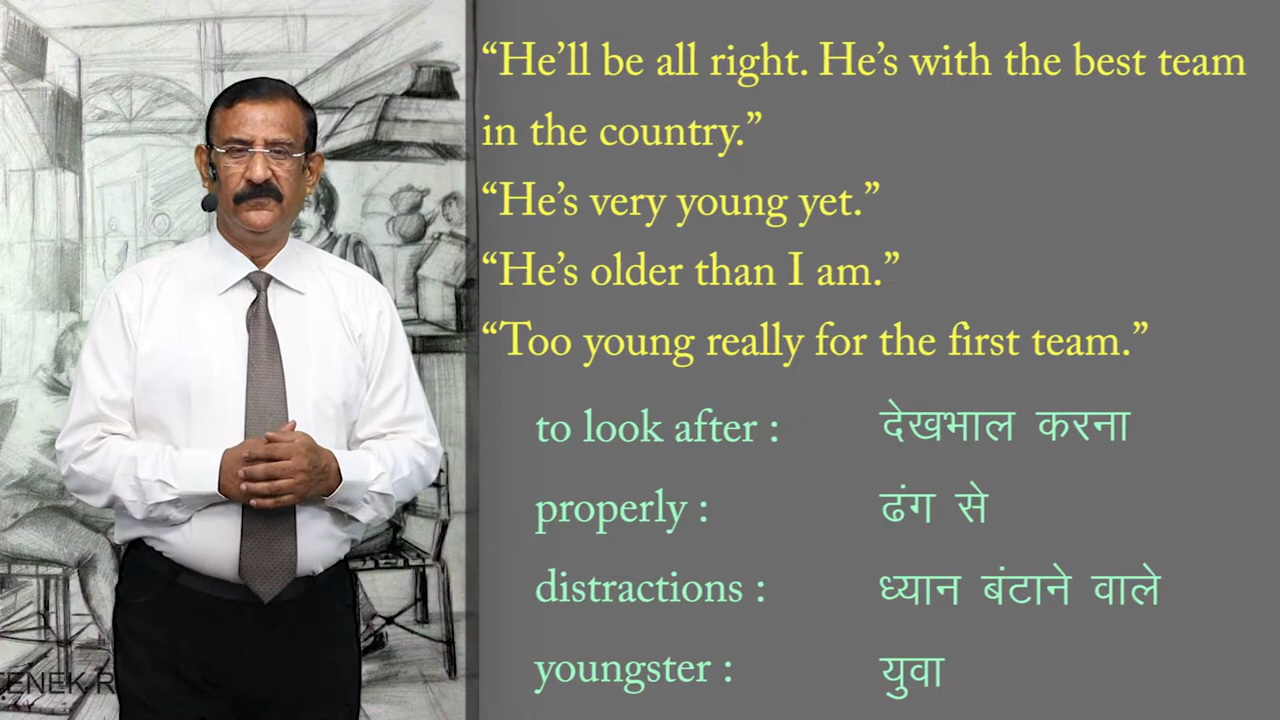 “He’ll be all right. He’s with the best team
in the country.”
“He’s very young yet.”
“He’s older than I am.”
“Too young really for the first team.”
to look after : देखभाल करना
properly : ढंग से
distractions : ध्यान बंटाने वाले
youngster : युवा